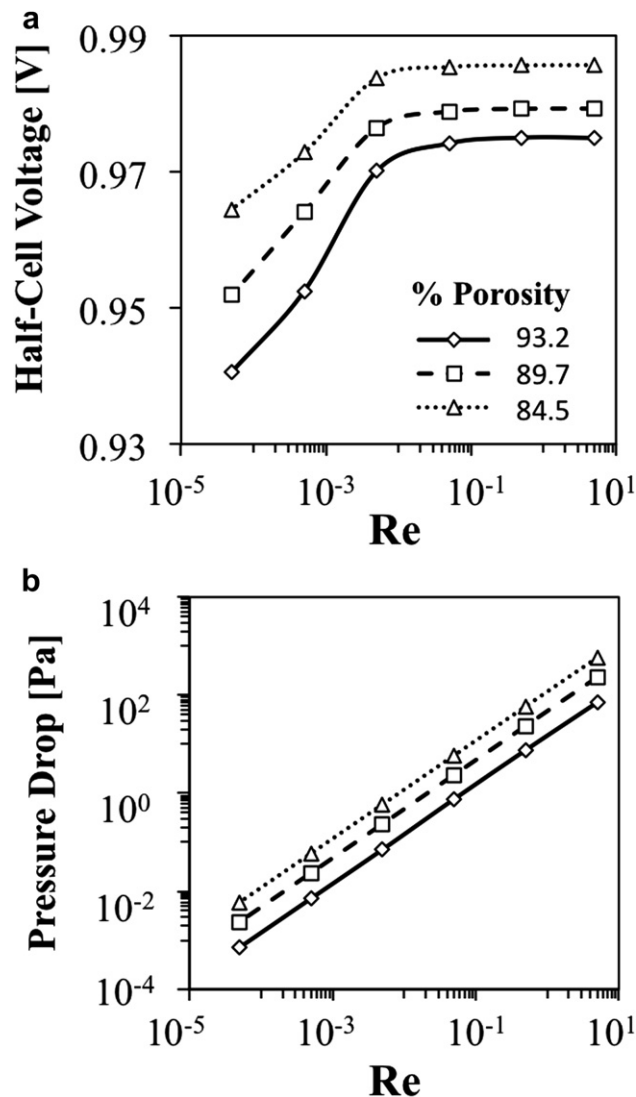 a
Half-Cell Voltage [V]
0.99
0.97
0.95
0.93
% Porosity
93.2
89.7
84.5
10⁻⁵ 10⁻³ 10⁻¹ 10¹
Re
b
Pressure Drop [Pa]
10⁴
10²
10⁰
10⁻²
10⁻⁴
10⁻⁵ 10⁻³ 10⁻¹ 10¹
Re